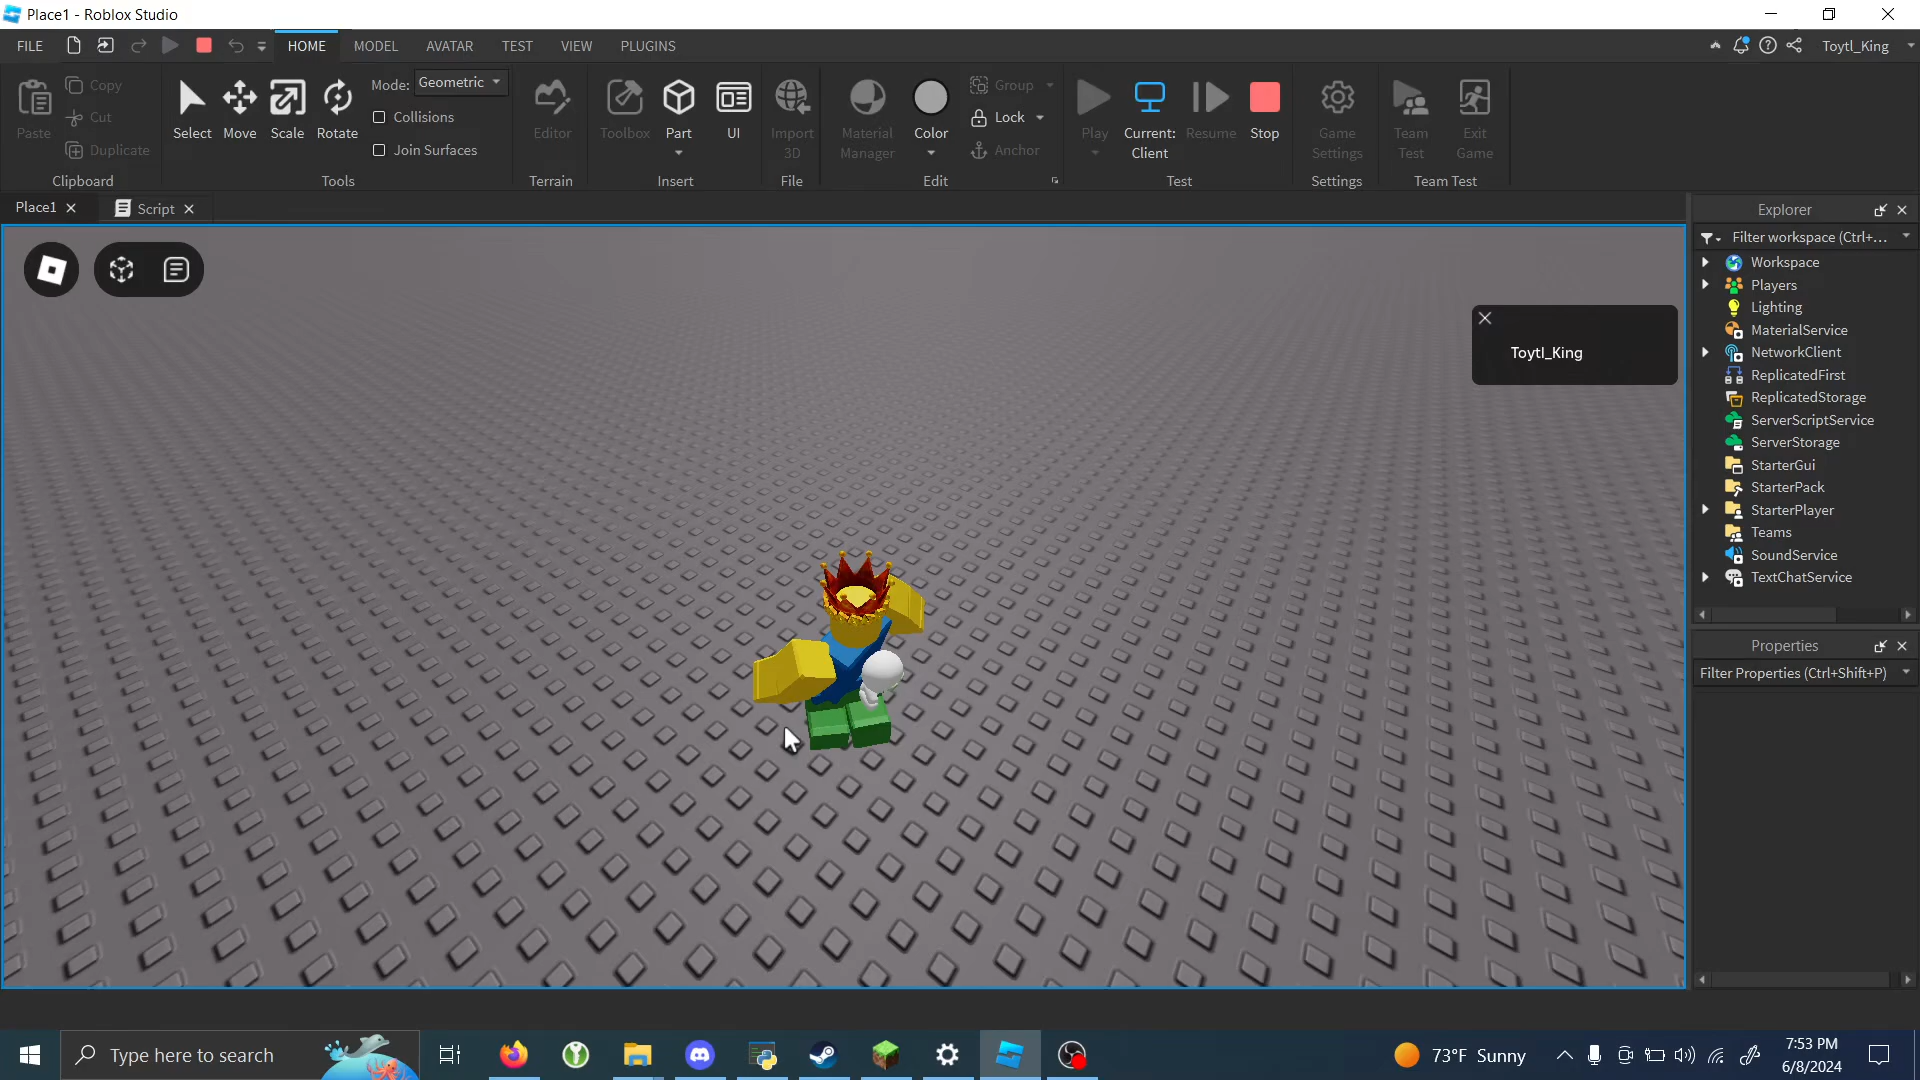 Place1 - Roblox Studio
FILE HOME MODEL AVATAR TEST VIEW PLUGINS Toytl_King
Paste Copy Cut Duplicate
Clipboard
Select Move Scale Rotate
Mode: Geometric
Collisions
Join Surfaces
Tools
Editor
Terrain
Toolbox Part UI
Insert
Import 3D
File
Material Manager Color
Group
Lock
Anchor
Edit
Play Current: Client Resume Stop
Test
Game Settings
Settings
Team Test Exit Game
Team Test
Place1 Script
Toytl_King
Explorer
Filter workspace (Ctrl+...
Workspace
Players
Lighting
MaterialService
NetworkClient
ReplicatedFirst
ReplicatedStorage
ServerScriptService
ServerStorage
StarterGui
StarterPack
StarterPlayer
Teams
SoundService
TextChatService
Properties
Filter Properties (Ctrl+Shift+P)
Type here to search
73°F Sunny
7:53 PM
6/8/2024